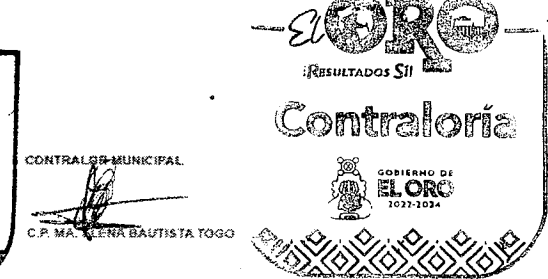 El ORO
¡RESULTADOS SÍ!
Contraloría
GOBIERNO DE
EL ORO
2022-2024
CONTRALOR MUNICIPAL
C.P. MA. ELENA BAUTISTA TOGO